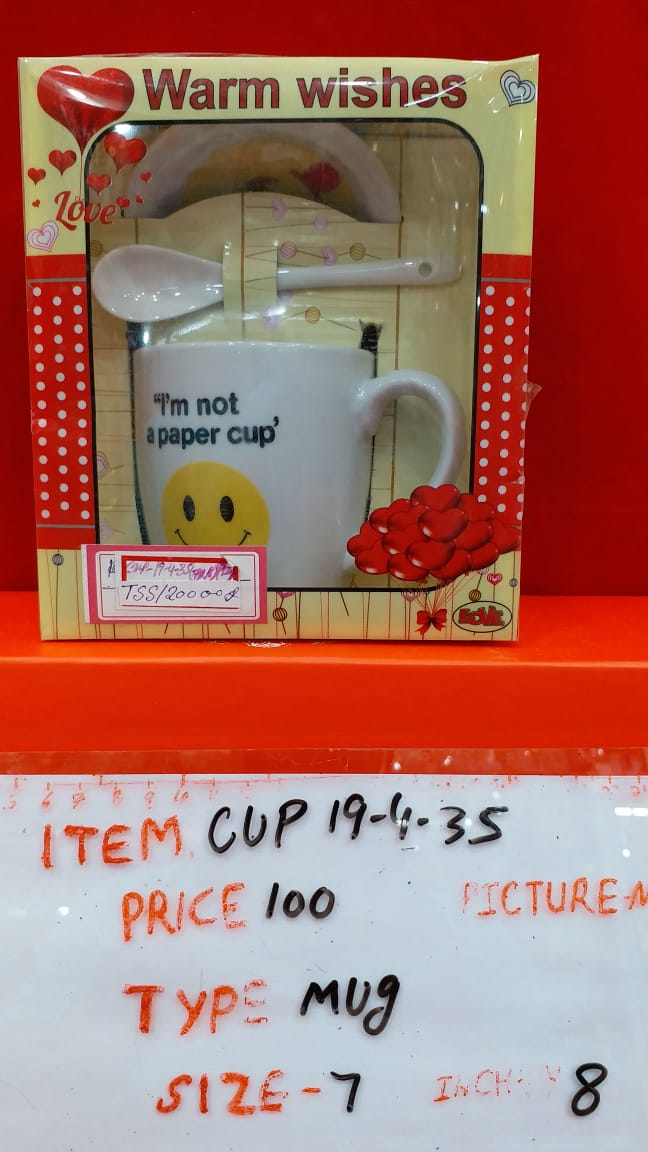 Warm wishes
Love
"I'm not
a paper cup'
TSS/20000
LOVE
ITEM CUP 19-4-35
PRICE 100 PICTURE-
TYPE MUg
SIZE-7 INCH 8